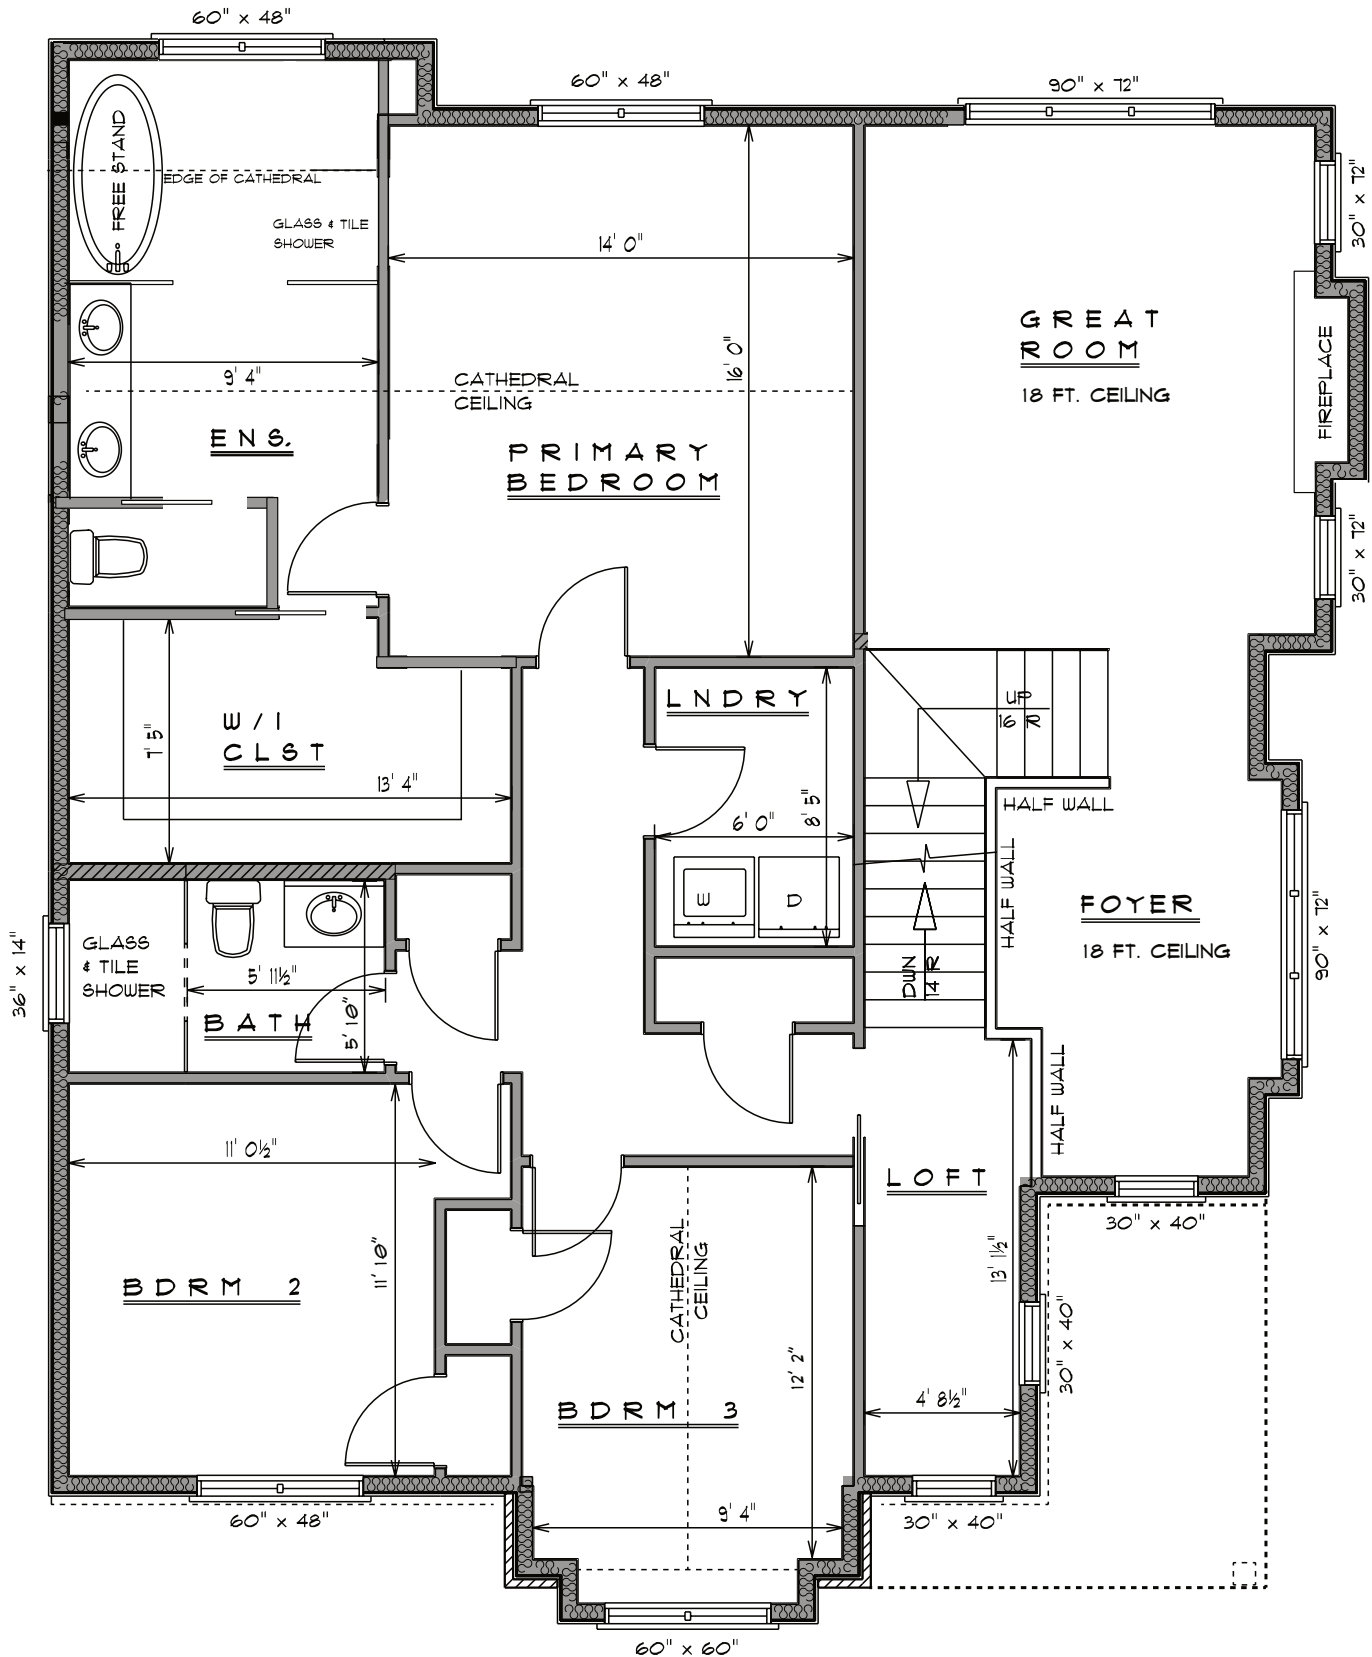 60" x 48"
60" x 48"
90" x 72"
FREE STAND
EDGE OF CATHEDRAL
GLASS & TILE
SHOWER
30" x 72"
14' 0"
16' 0"
GREAT
ROOM
18 FT. CEILING
FIREPLACE
9' 4"
CATHEDRAL
CEILING
ENS.
PRIMARY
BEDROOM
30" x 72"
LNDRY
UP
16 R
W/I
CLST
7' 5"
13' 4"
8' 5"
6' 0"
HALF WALL
HALF WALL
W
D
FOYER
18 FT. CEILING
90" x 72"
36" x 14"
GLASS
& TILE
SHOWER
5' 11½"
BATH
5' 10"
DWN
14 R
HALF WALL
11' 0½"
LOFT
30" x 40"
13' 1½"
11' 10"
BDRM 2
CATHEDRAL
CEILING
30" x 40"
12' 2"
BDRM 3
4' 8½"
9' 4"
60" x 48"
30" x 40"
60" x 60"